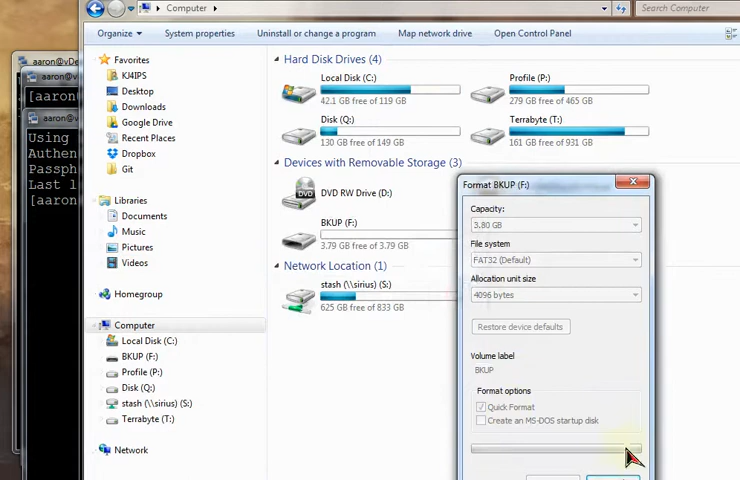 Computer
Search Computer
Organize
System properties
Uninstall or change a program
Map network drive
Open Control Panel
aaron@vDe
aaron@
[aaron
aaron@v
Using
Authen
Passph
Last l
[aaron
Favorites
KJ4IPS
Desktop
Downloads
Google Drive
Recent Places
Dropbox
Git
Libraries
Documents
Music
Pictures
Videos
Homegroup
Computer
Local Disk (C:)
BKUP (F:)
Profile (P:)
Disk (Q:)
stash (\\sirius) (S:)
Terrabyte (T:)
Network
Hard Disk Drives (4)
Local Disk (C:)
42.1 GB free of 119 GB
Profile (P:)
279 GB free of 465 GB
Disk (Q:)
130 GB free of 149 GB
Terrabyte (T:)
161 GB free of 931 GB
Devices with Removable Storage (3)
DVD RW Drive (D:)
BKUP (F:)
3.79 GB free of 3.79 GB
Network Location (1)
stash (\\sirius) (S:)
625 GB free of 833 GB
Format BKUP (F:)
Capacity:
3.80 GB
File system
FAT32 (Default)
Allocation unit size
4096 bytes
Restore device defaults
Volume label
BKUP
Format options
Quick Format
Create an MS-DOS startup disk